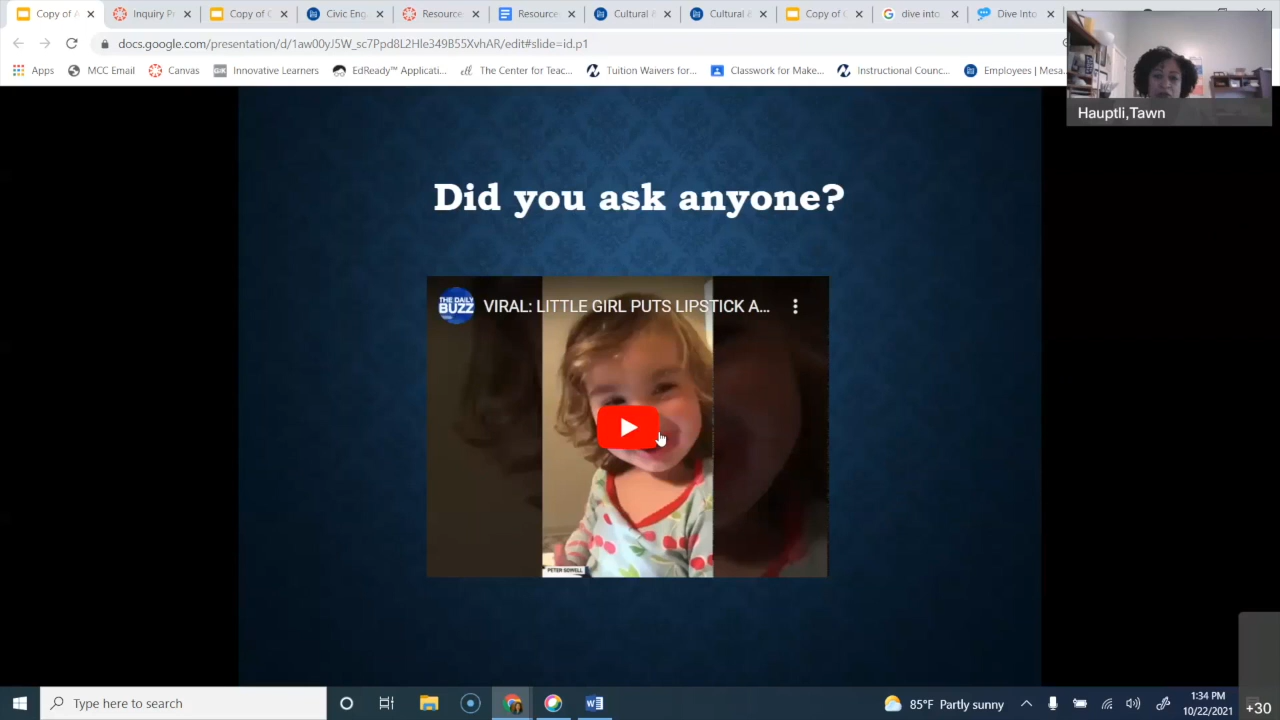 Copy of A
Inquiry Pr
Copy of C
Civic Eng
Resource
Resource
Cultural
Cultural &
Copy of C
dive into
Dive Into
docs.google.com/presentation/d/1aw00yJ5W_sc7Ppd8L2Hle349B55XvhAR/edit#slide=id.p1
Apps
MCC Email
Canvas
Innovative Learners
EdReady™ Applicati...
The Center for Teac...
Tuition Waivers for...
Classwork for Make...
Instructional Counc...
Employees | Mesa
Hauptli,Tawn
Did you ask anyone?
THE DAILY
BUZZ
VIRAL: LITTLE GIRL PUTS LIPSTICK A...
PETER GOWELL
Type here to search
85°F Partly sunny
1:34 PM
10/22/2021
+30